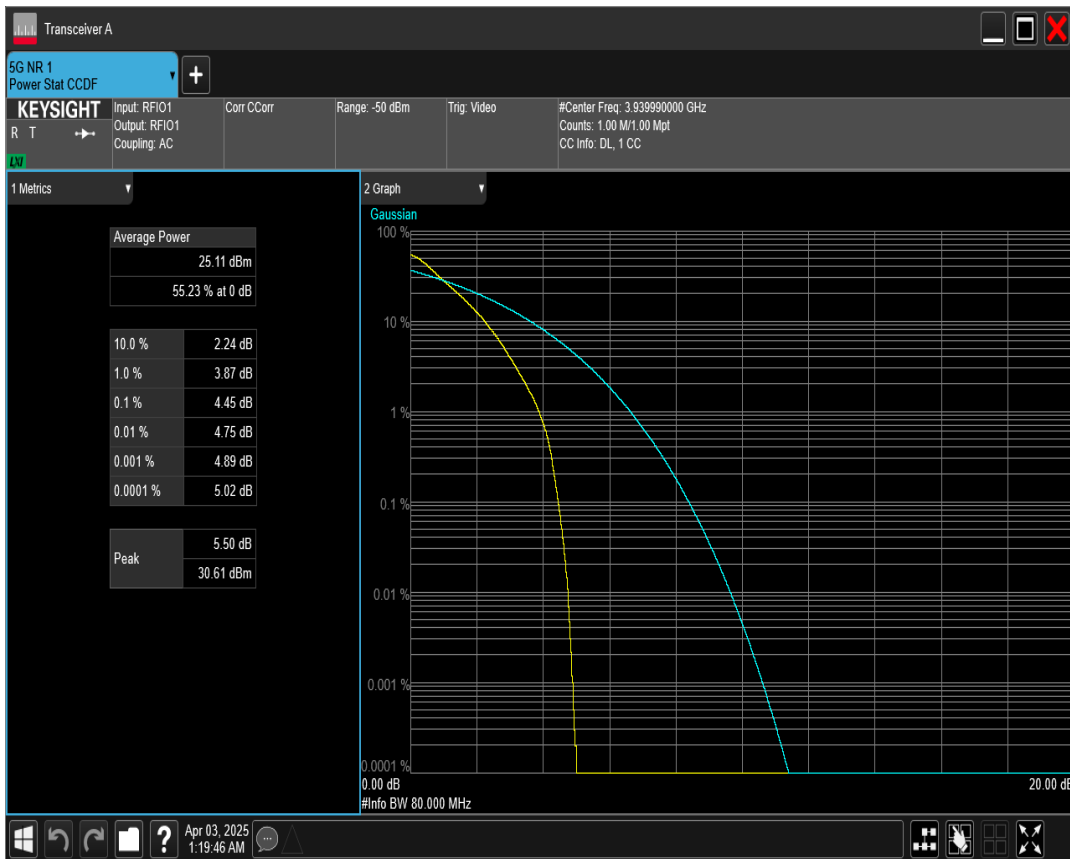 Transceiver A
5G NR 1
Power Stat CCDF
KEYSIGHT
R T
LXI
Input: RFIO1
Output: RFIO1
Coupling: AC
Corr CCorr
Range: -50 dBm
Trig: Video
#Center Freq: 3.939990000 GHz
Counts: 1.00 M/1.00 Mpt
CC Info: DL, 1 CC
1 Metrics
Average Power
25.11 dBm
55.23 % at 0 dB
10.0 % 2.24 dB
1.0 % 3.87 dB
0.1 % 4.45 dB
0.01 % 4.75 dB
0.001 % 4.89 dB
0.0001 % 5.02 dB
Peak
5.50 dB
30.61 dBm
2 Graph
Gaussian
100 %
10 %
1 %
0.1 %
0.01 %
0.001 %
0.0001 %
0.00 dB
20.00 dB
#Info BW 80.000 MHz
?
Apr 03, 2025
1:19:46 AM